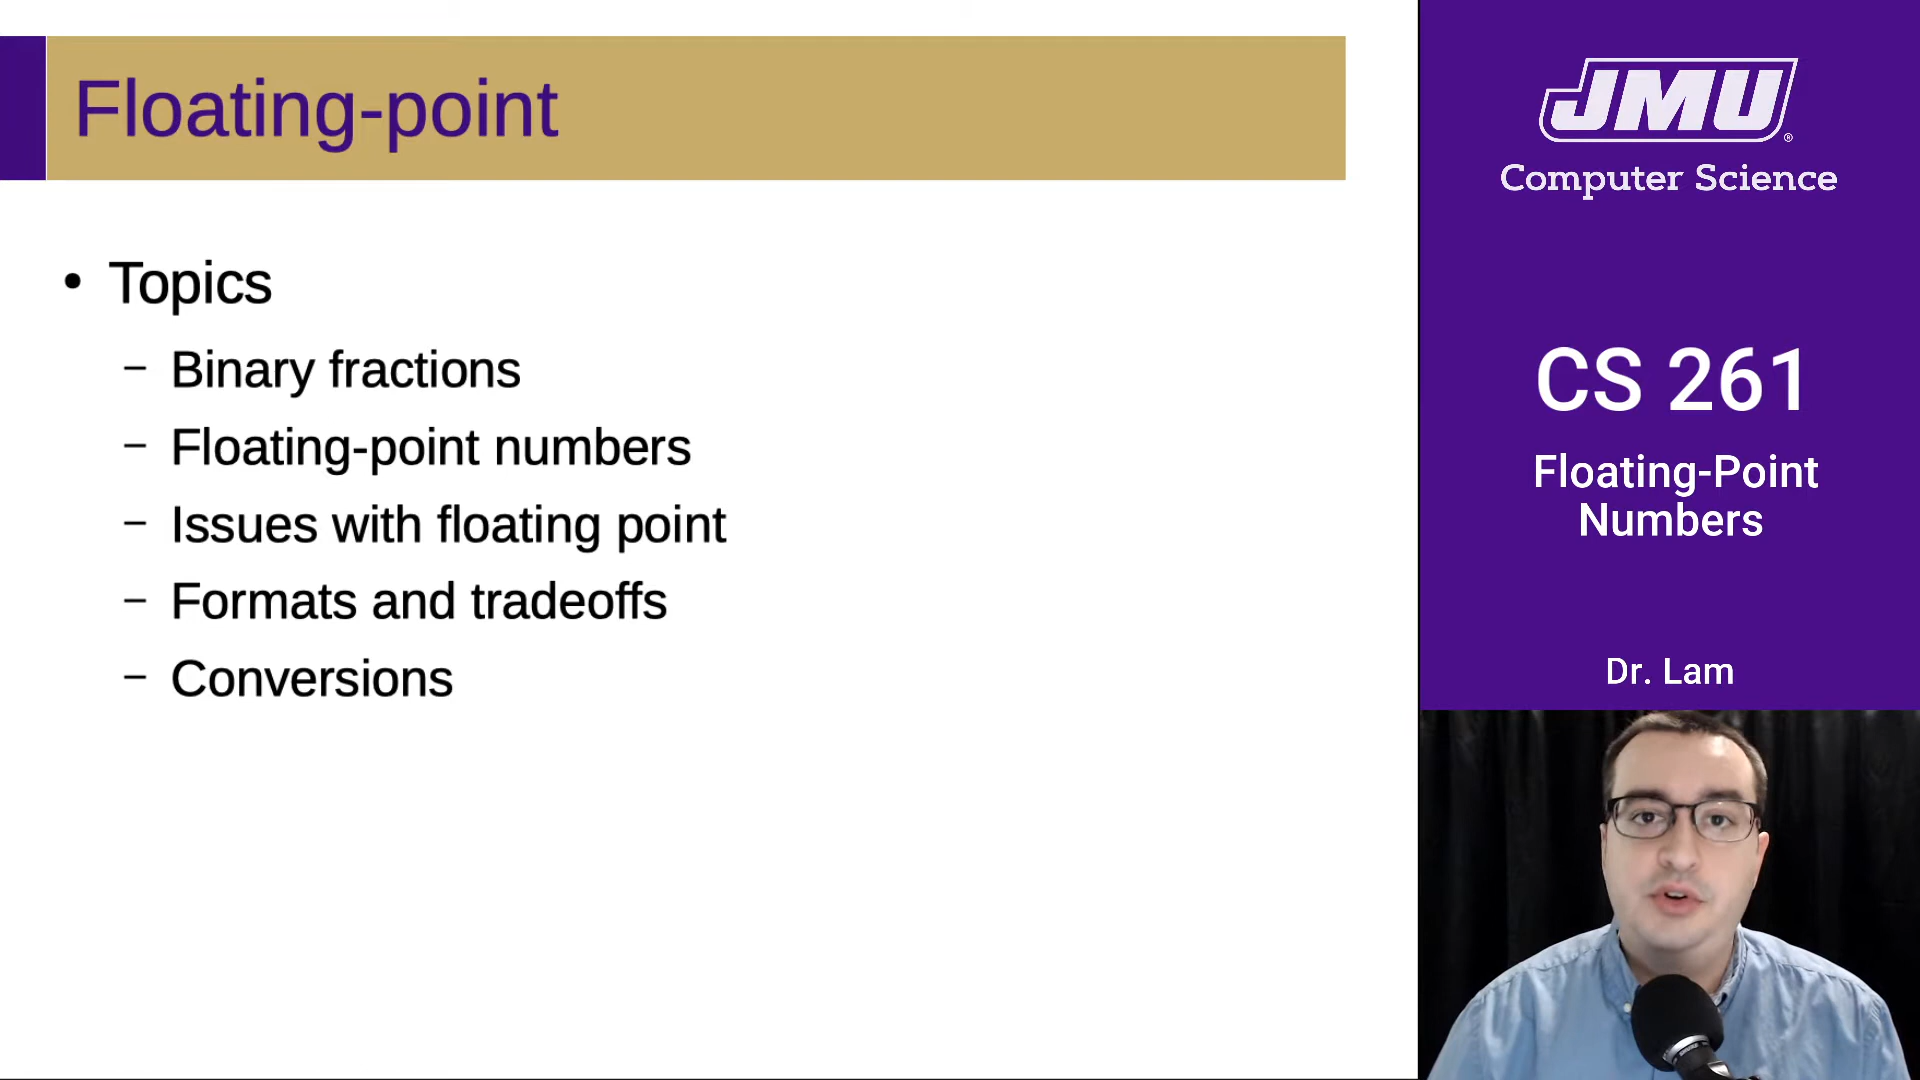 Floating-point
• Topics
– Binary fractions
– Floating-point numbers
– Issues with floating point
– Formats and tradeoffs
– Conversions
JMU®
Computer Science
CS 261
Floating-Point
Numbers
Dr. Lam